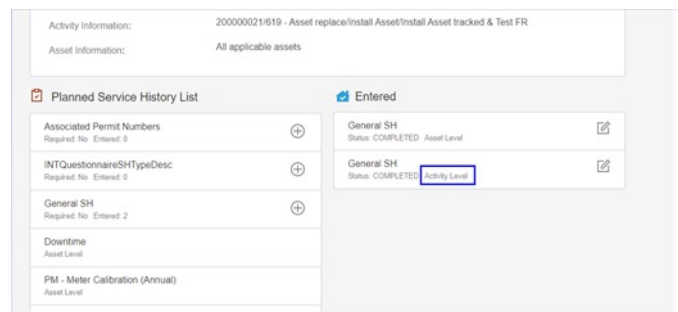 Activity Information: 200000021/619 - Asset replace/Install Asset/Install Asset tracked & Test FR
Asset Information: All applicable assets
Planned Service History List
Associated Permit Numbers
Required: No Entered: 0
INTQuestionnaireSHTypeDesc
Required: No Entered: 0
General SH
Required: No Entered: 2
Downtime
Asset Level
PM - Meter Calibration (Annual)
Asset Level
Entered
General SH
Status: COMPLETED Asset Level
General SH
Status: COMPLETED Activity Level